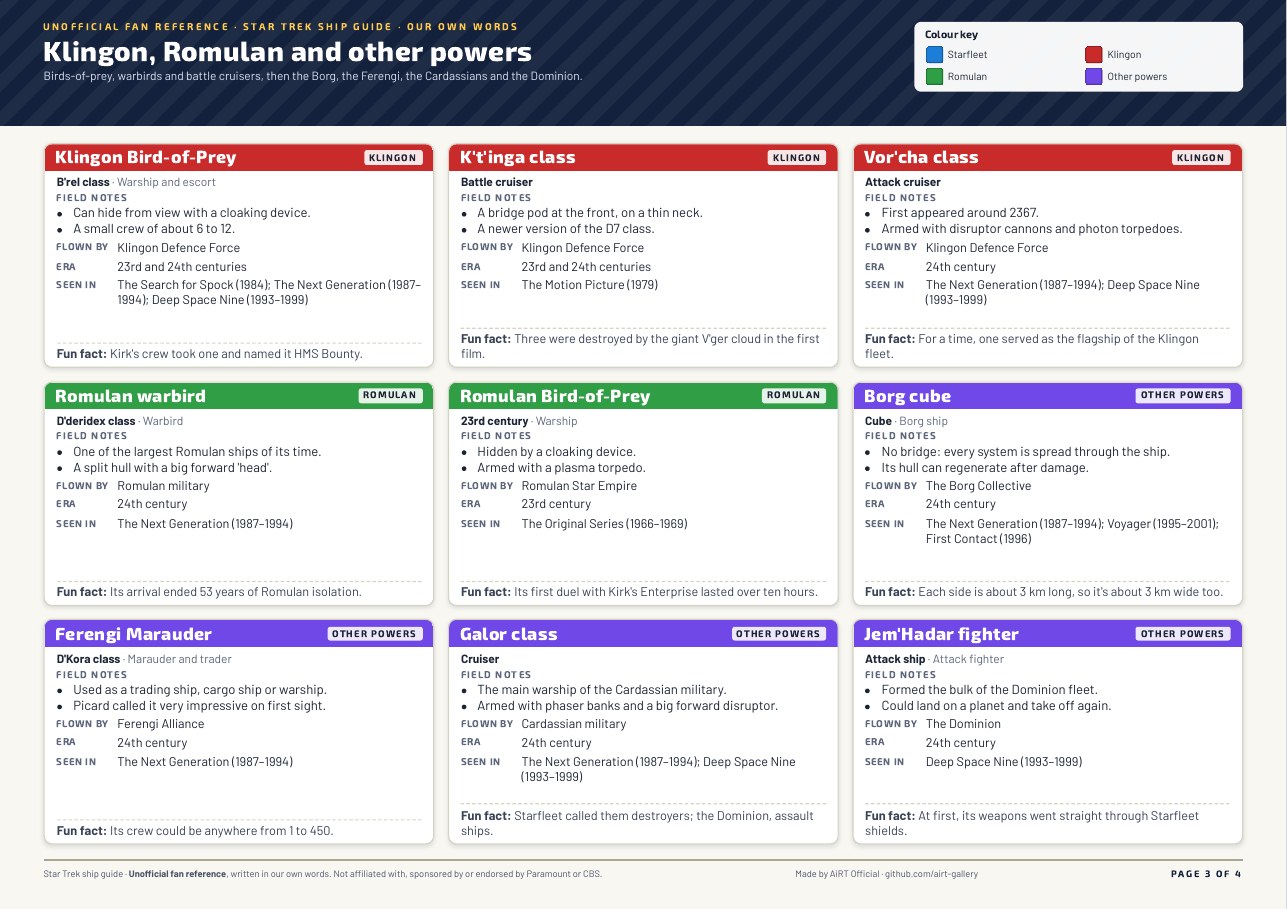 UNOFFICIAL FAN REFERENCE · STAR TREK SHIP GUIDE · OUR OWN WORDS
Klingon, Romulan and other powers
Birds-of-prey, warbirds and battle cruisers, then the Borg, the Ferengi, the Cardassians and the Dominion.
Colour key
Starfleet
Klingon
Romulan
Other powers
Klingon Bird-of-Prey KLINGON
B'rel class · Warship and escort
FIELD NOTES
• Can hide from view with a cloaking device.
• A small crew of about 6 to 12.
FLOWN BY Klingon Defence Force
ERA 23rd and 24th centuries
SEEN IN The Search for Spock (1984); The Next Generation (1987–
1994); Deep Space Nine (1993–1999)
Fun fact: Kirk's crew took one and named it HMS Bounty.
K't'inga class KLINGON
Battle cruiser
FIELD NOTES
• A bridge pod at the front, on a thin neck.
• A newer version of the D7 class.
FLOWN BY Klingon Defence Force
ERA 23rd and 24th centuries
SEEN IN The Motion Picture (1979)
Fun fact: Three were destroyed by the giant V'ger cloud in the first
film.
Vor'cha class KLINGON
Attack cruiser
FIELD NOTES
• First appeared around 2367.
• Armed with disruptor cannons and photon torpedoes.
FLOWN BY Klingon Defence Force
ERA 24th century
SEEN IN The Next Generation (1987–1994); Deep Space Nine
(1993–1999)
Fun fact: For a time, one served as the flagship of the Klingon
fleet.
Romulan warbird ROMULAN
D'deridex class · Warbird
FIELD NOTES
• One of the largest Romulan ships of its time.
• A split hull with a big forward 'head'.
FLOWN BY Romulan military
ERA 24th century
SEEN IN The Next Generation (1987–1994)
Fun fact: Its arrival ended 53 years of Romulan isolation.
Romulan Bird-of-Prey ROMULAN
23rd century · Warship
FIELD NOTES
• Hidden by a cloaking device.
• Armed with a plasma torpedo.
FLOWN BY Romulan Star Empire
ERA 23rd century
SEEN IN The Original Series (1966–1969)
Fun fact: Its first duel with Kirk's Enterprise lasted over ten hours.
Borg cube OTHER POWERS
Cube · Borg ship
FIELD NOTES
• No bridge: every system is spread through the ship.
• Its hull can regenerate after damage.
FLOWN BY The Borg Collective
ERA 24th century
SEEN IN The Next Generation (1987–1994); Voyager (1995–2001);
First Contact (1996)
Fun fact: Each side is about 3 km long, so it's about 3 km wide too.
Ferengi Marauder OTHER POWERS
D'Kora class · Marauder and trader
FIELD NOTES
• Used as a trading ship, cargo ship or warship.
• Picard called it very impressive on first sight.
FLOWN BY Ferengi Alliance
ERA 24th century
SEEN IN The Next Generation (1987–1994)
Fun fact: Its crew could be anywhere from 1 to 450.
Galor class OTHER POWERS
Cruiser
FIELD NOTES
• The main warship of the Cardassian military.
• Armed with phaser banks and a big forward disruptor.
FLOWN BY Cardassian military
ERA 24th century
SEEN IN The Next Generation (1987–1994); Deep Space Nine
(1993–1999)
Fun fact: Starfleet called them destroyers; the Dominion, assault
ships.
Jem'Hadar fighter OTHER POWERS
Attack ship · Attack fighter
FIELD NOTES
• Formed the bulk of the Dominion fleet.
• Could land on a planet and take off again.
FLOWN BY The Dominion
ERA 24th century
SEEN IN Deep Space Nine (1993–1999)
Fun fact: At first, its weapons went straight through Starfleet
shields.
Star Trek ship guide · Unofficial fan reference, written in our own words. Not affiliated with, sponsored by or endorsed by Paramount or CBS.
Made by AiRT Official · github.com/airt-gallery
PAGE 3 OF 4